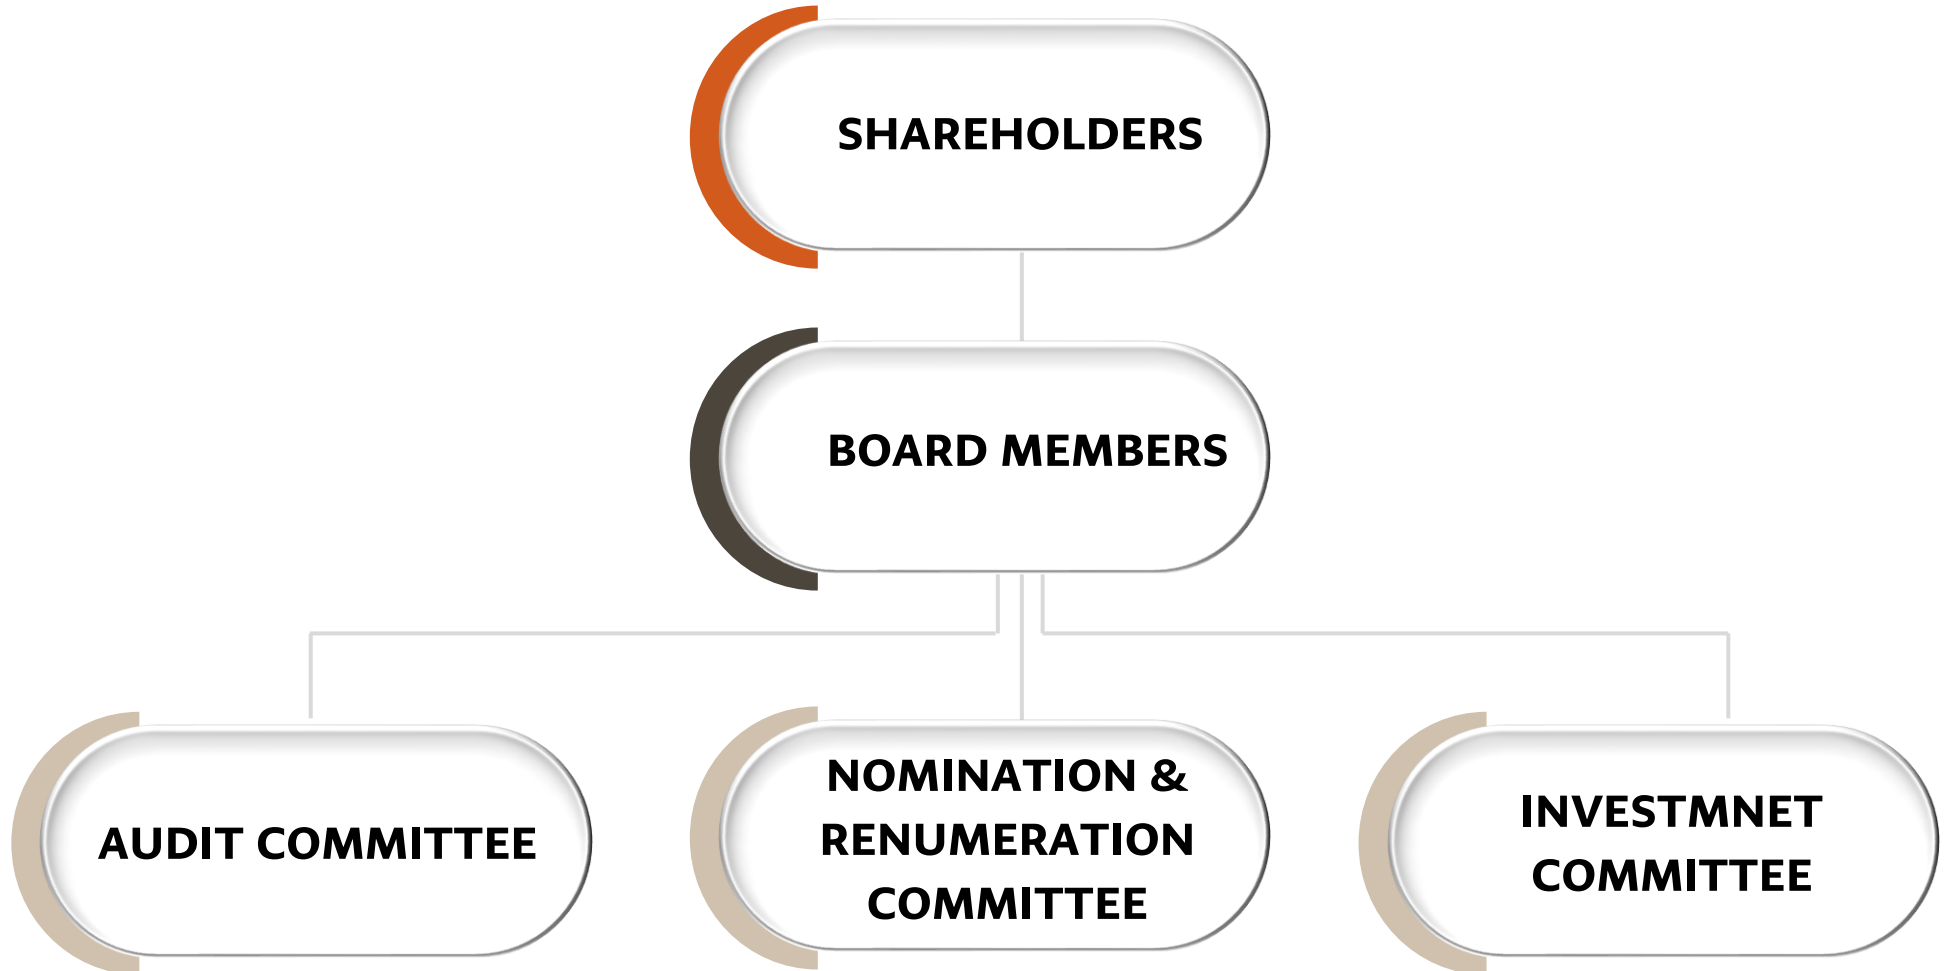 SHAREHOLDERS
BOARD MEMBERS
AUDIT COMMITTEE
NOMINATION &
RENUMERATION
COMMITTEE
INVESTMNET
COMMITTEE